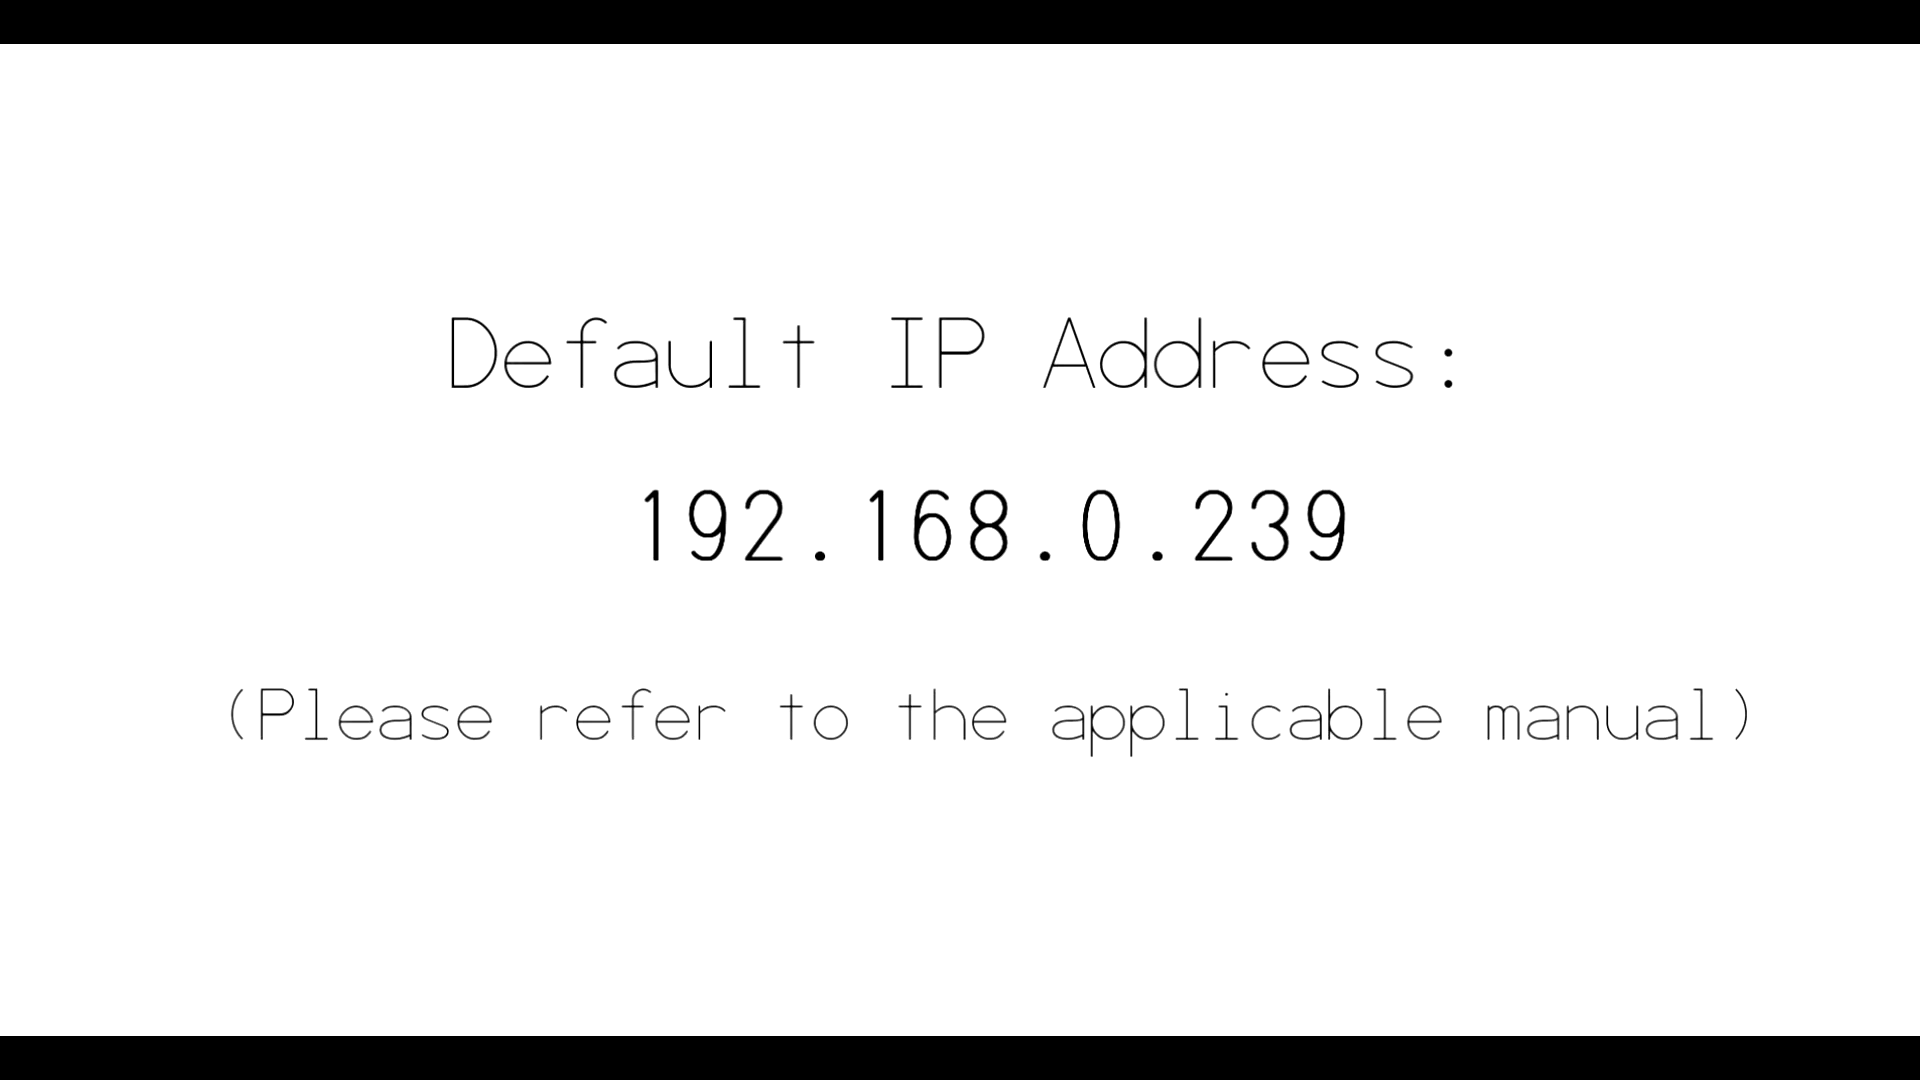 Default IP Address:
192.168.0.239
(Please refer to the applicable manual)